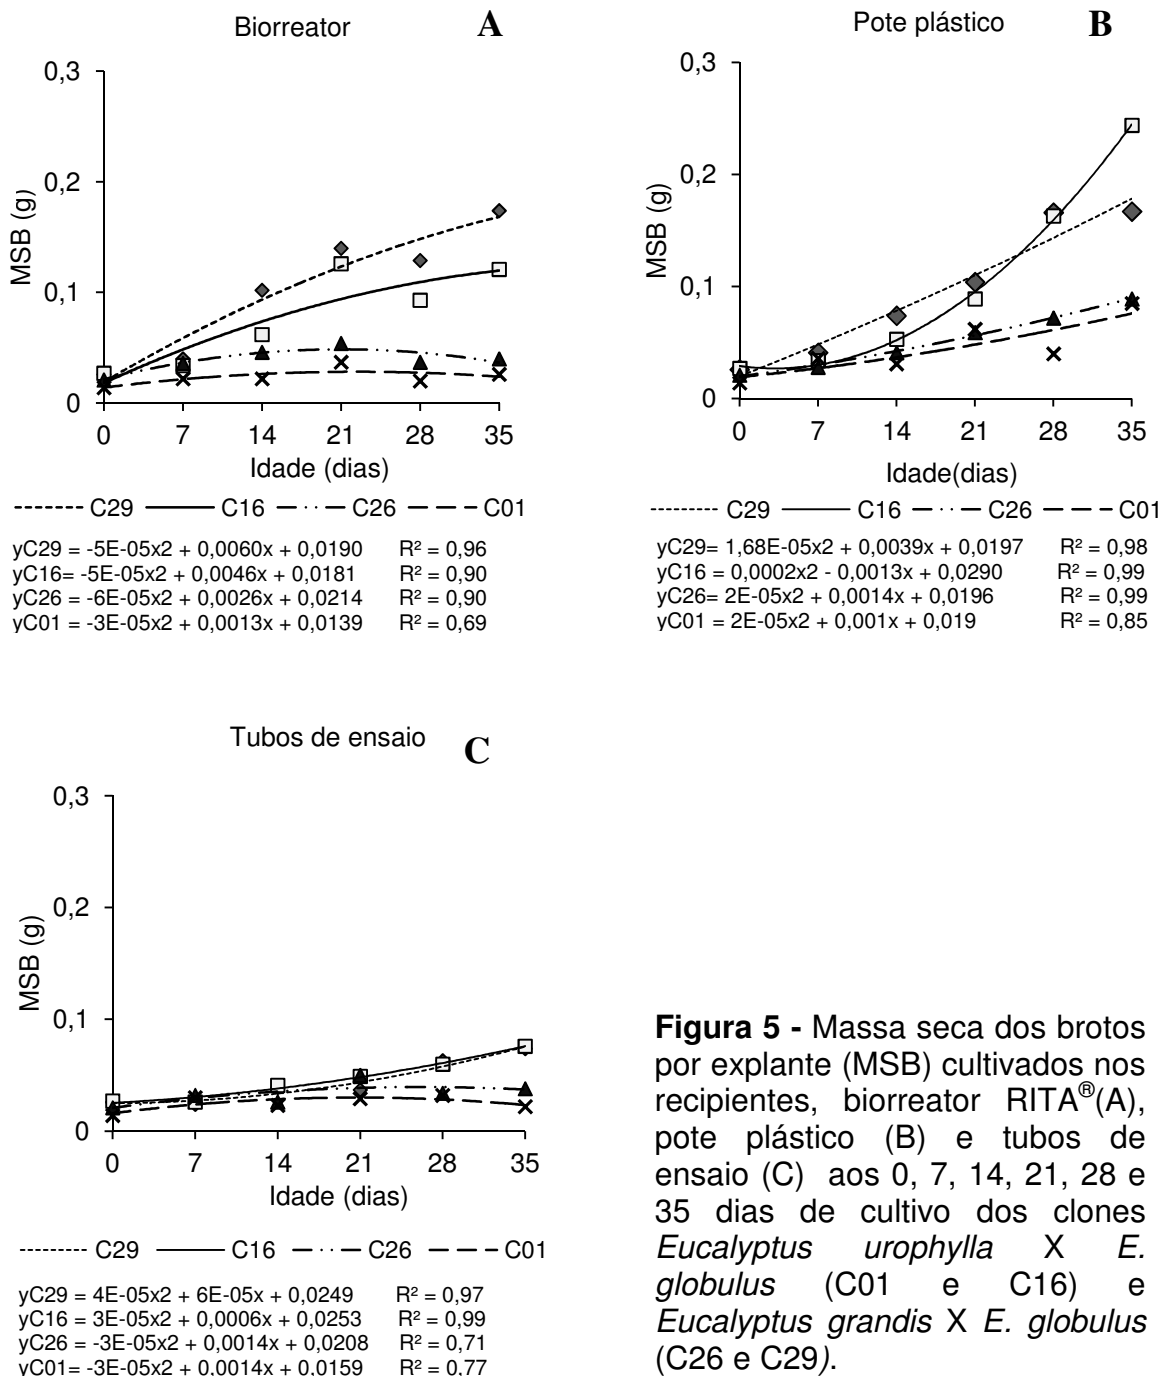 Biorreator
A
0,3
0,2
0,1
0
MSB (g)
0 7 14 21 28 35
Idade (dias)
C29 C16 C26 C01
yC29 = -5E-05x2 + 0,0060x + 0,0190 R² = 0,96
yC16= -5E-05x2 + 0,0046x + 0,0181 R² = 0,90
yC26 = -6E-05x2 + 0,0026x + 0,0214 R² = 0,90
yC01 = -3E-05x2 + 0,0013x + 0,0139 R² = 0,69
Pote plástico
B
0,3
0,2
0,1
0
MSB (g)
0 7 14 21 28 35
Idade(dias)
C29 C16 C26 C01
yC29= 1,68E-05x2 + 0,0039x + 0,0197 R² = 0,98
yC16 = 0,0002x2 - 0,0013x + 0,0290 R² = 0,99
yC26= 2E-05x2 + 0,0014x + 0,0196 R² = 0,99
yC01 = 2E-05x2 + 0,001x + 0,019 R² = 0,85
Tubos de ensaio
C
0,3
0,2
0,1
0
MSB (g)
0 7 14 21 28 35
Idade (dias)
C29 C16 C26 C01
yC29 = 4E-05x2 + 6E-05x + 0,0249 R² = 0,97
yC16 = 3E-05x2 + 0,0006x + 0,0253 R² = 0,99
yC26 = -3E-05x2 + 0,0014x + 0,0208 R² = 0,71
yC01= -3E-05x2 + 0,0014x + 0,0159 R² = 0,77
Figura 5 - Massa seca dos brotos
por explante (MSB) cultivados nos
recipientes, biorreator RITA®(A),
pote plástico (B) e tubos de
ensaio (C) aos 0, 7, 14, 21, 28 e
35 dias de cultivo dos clones
Eucalyptus urophylla X E.
globulus (C01 e C16) e
Eucalyptus grandis X E. globulus
(C26 e C29).